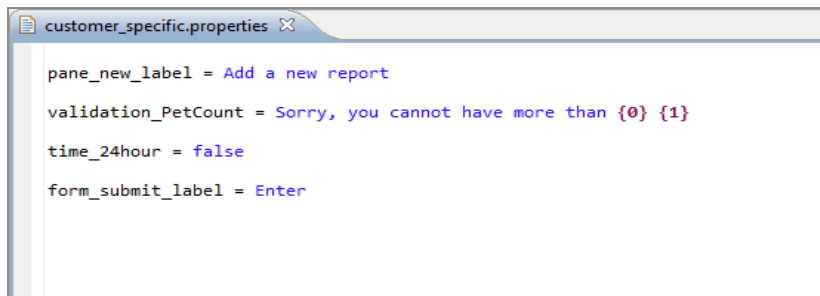 customer_specific.properties
pane_new_label = Add a new report
validation_PetCount = Sorry, you cannot have more than {0} {1}
time_24hour = false
form_submit_label = Enter